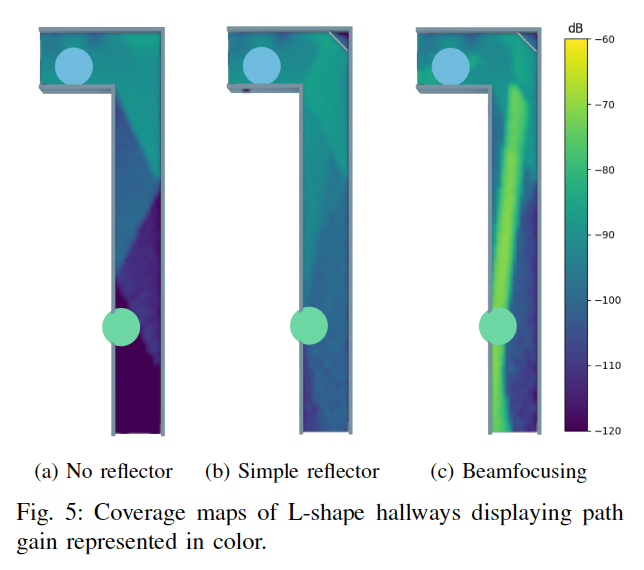 dB
−60
−70
−80
−90
−100
−110
−120
(a) No reflector (b) Simple reflector (c) Beamfocusing
Fig. 5: Coverage maps of L-shape hallways displaying path
gain represented in color.